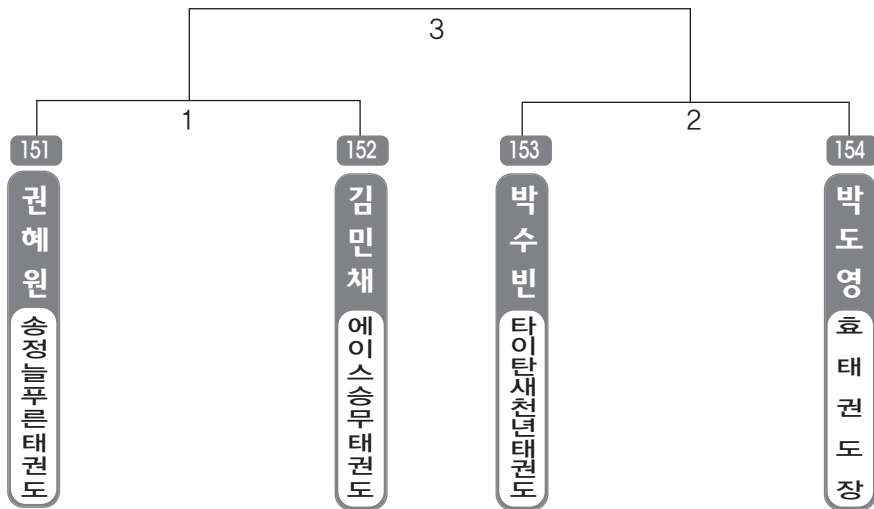 3
1
2
151
152
153
154
권혜원
김민채
박수빈
박도영
송정늘푸른태권도
에이스승무태권도
타이탄새천년태권도
효태권도장